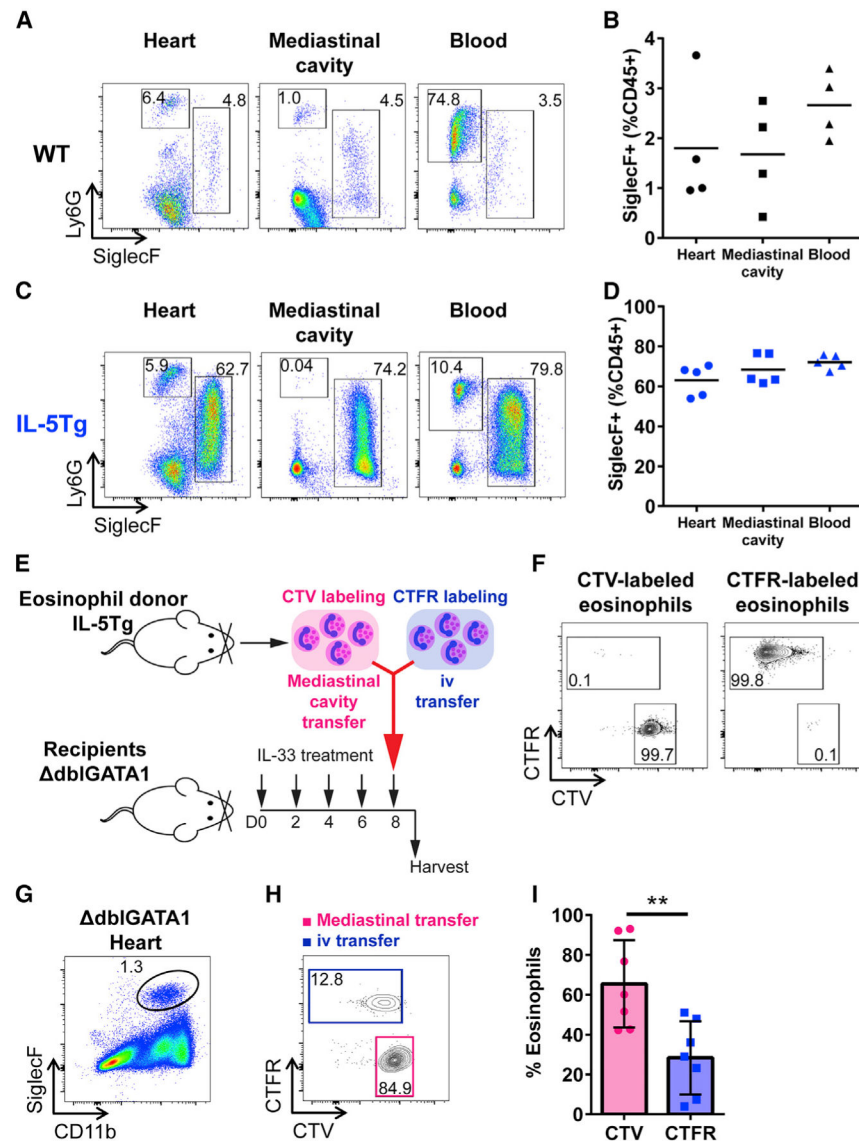 A
Heart
Mediastinal
cavity
Blood
WT
6.4
4.8
1.0
4.5
74.8
3.5
Ly6G
SiglecF
B
SiglecF+ (%CD45+)
4
3
2
1
0
Heart
Mediastinal
cavity
Blood
C
Heart
Mediastinal
cavity
Blood
IL-5Tg
5.9
62.7
0.04
74.2
10.4
79.8
Ly6G
SiglecF
D
SiglecF+ (%CD45+)
100
80
60
40
20
0
Heart
Mediastinal
cavity
Blood
E
Eosinophil donor
IL-5Tg
CTV labeling
CTFR labeling
Mediastinal
cavity
transfer
iv
transfer
Recipients
ΔdblGATA1
IL-33 treatment
D0 2 4 6 8
Harvest
F
CTV-labeled
eosinophils
CTFR-labeled
eosinophils
0.1
99.7
99.8
0.1
CTFR
CTV
G
ΔdblGATA1
Heart
1.3
SiglecF
CD11b
H
Mediastinal transfer
iv transfer
12.8
84.9
CTFR
CTV
I
**
% Eosinophils
100
80
60
40
20
0
CTV
CTFR